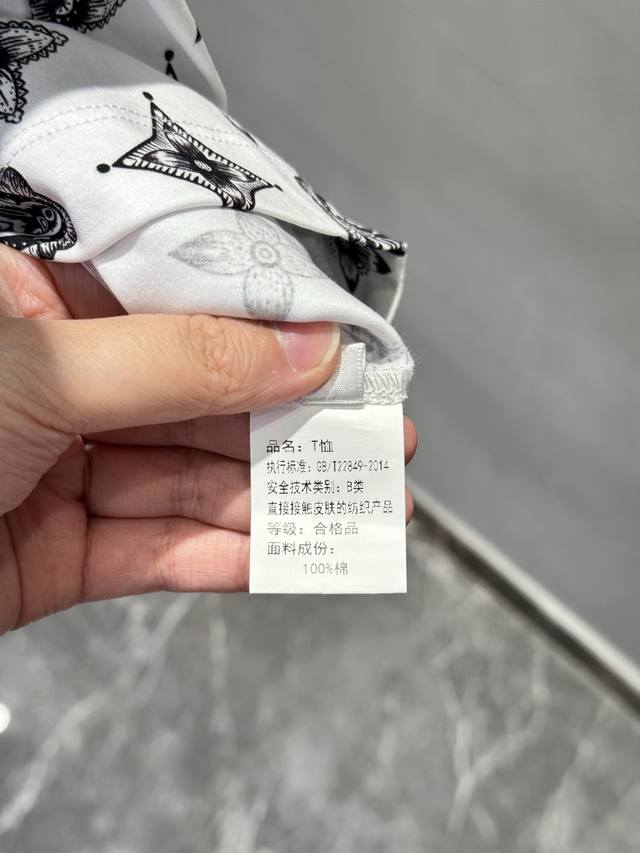 品名：T恤
执行标准：GB/T22849-2014
安全技术类别：B类
直接接触皮肤的纺织产品
等级：合格品
面料成份：
100%棉